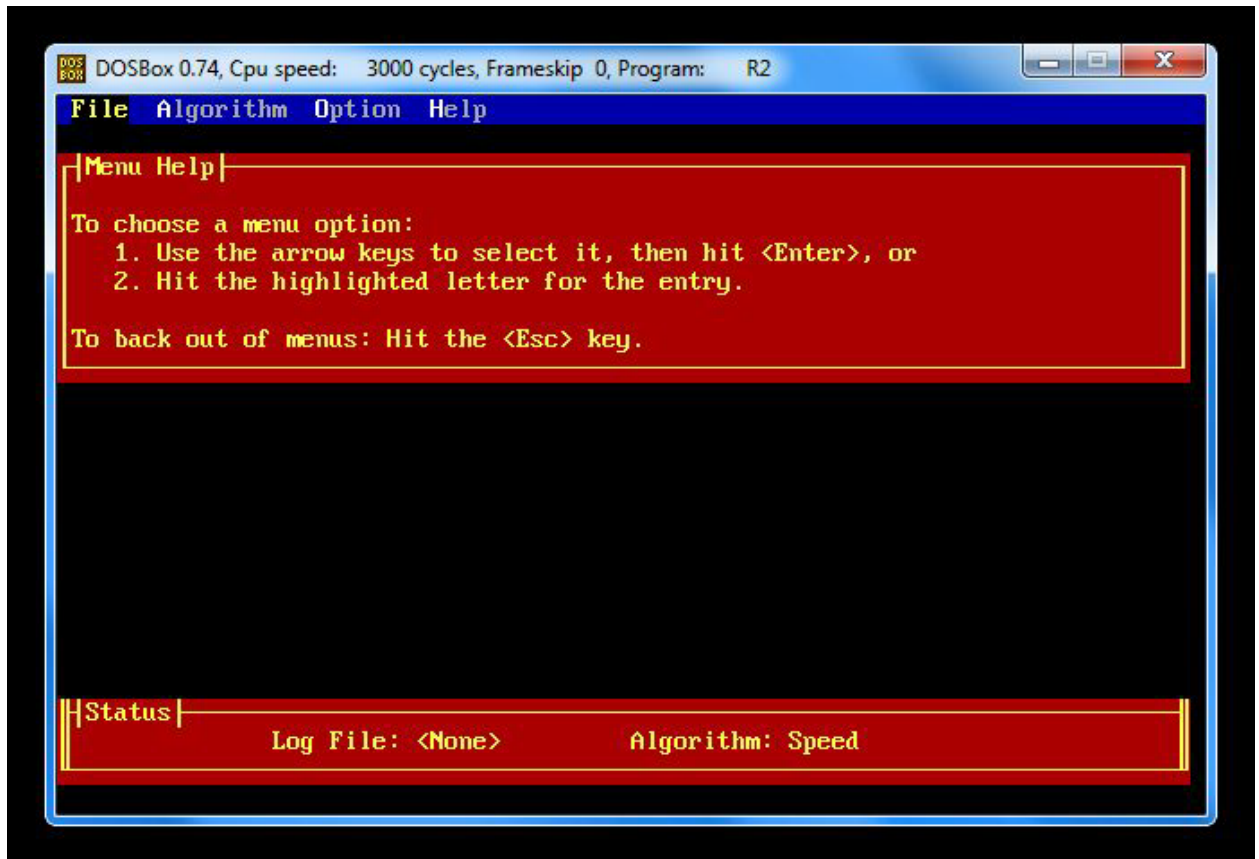 DOS BOX DOSBox 0.74, Cpu speed: 3000 cycles, Frameskip 0, Program: R2
File Algorithm Option Help
Menu Help
To choose a menu option:
1. Use the arrow keys to select it, then hit <Enter>, or
2. Hit the highlighted letter for the entry.
To back out of menus: Hit the <Esc> key.
Status
Log File: <None> Algorithm: Speed